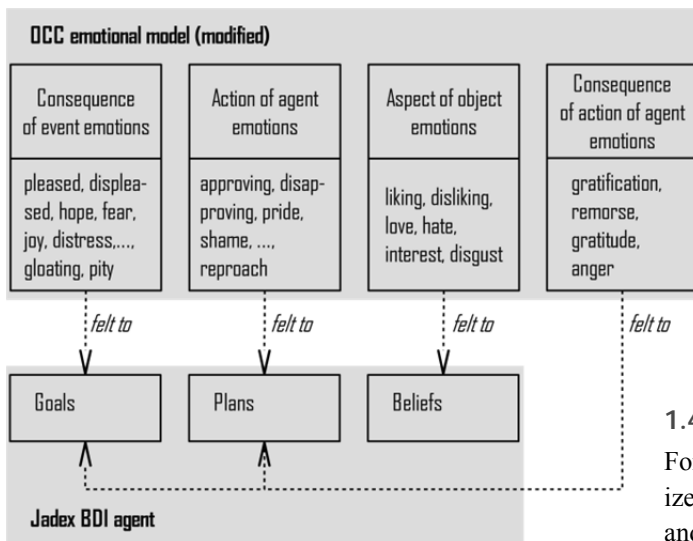 OCC emotional model (modified)
Consequence
of event emotions
pleased, displea-
sed, hope, fear,
joy, distress,...,
gloating, pity
Action of agent
emotions
approving, disap-
proving, pride,
shame, ...,
reproach
Aspect of object
emotions
liking, disliking,
love, hate,
interest, disgust
Consequence
of action of agent
emotions
gratification,
remorse,
gratitude,
anger
felt to
felt to
felt to
felt to
Goals
Plans
Beliefs
Jadex BDI agent
1.4
Fo
ize
and